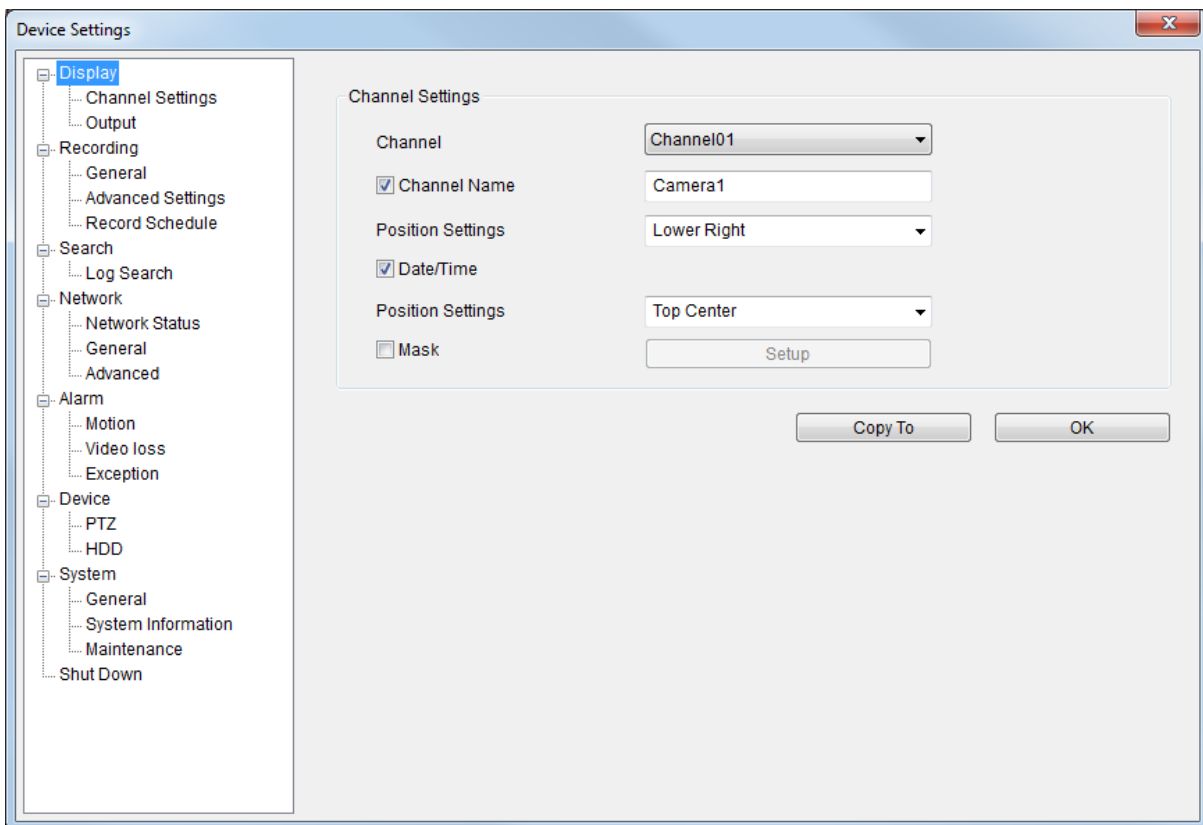 Device Settings
Display
Channel Settings
Output
Recording
General
Advanced Settings
Record Schedule
Search
Log Search
Network
Network Status
General
Advanced
Alarm
Motion
Video loss
Exception
Device
PTZ
HDD
System
General
System Information
Maintenance
Shut Down
Channel Settings
Channel Channel01
Channel Name Camera1
Position Settings Lower Right
Date/Time
Position Settings Top Center
Mask Setup
Copy To OK